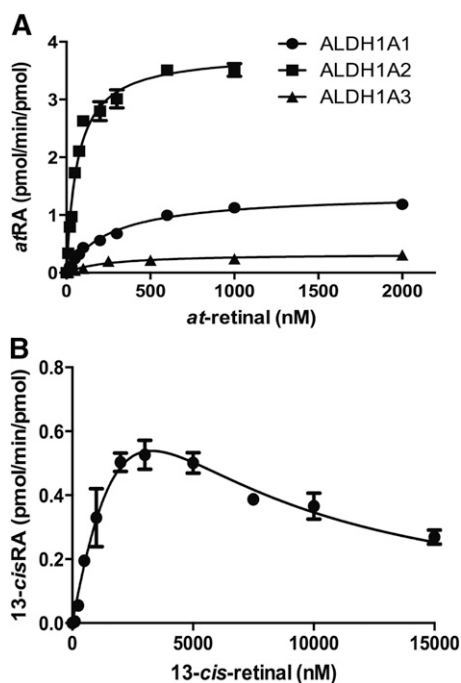 A
ALDH1A1
ALDH1A2
ALDH1A3
atRA (pmol/min/pmol)
4
3
2
1
0
0 500 1000 1500 2000
at-retinal (nM)
B
13-cisRA (pmol/min/pmol)
0.8
0.6
0.4
0.2
0.0
0 5000 10000 15000
13-cis-retinal (nM)